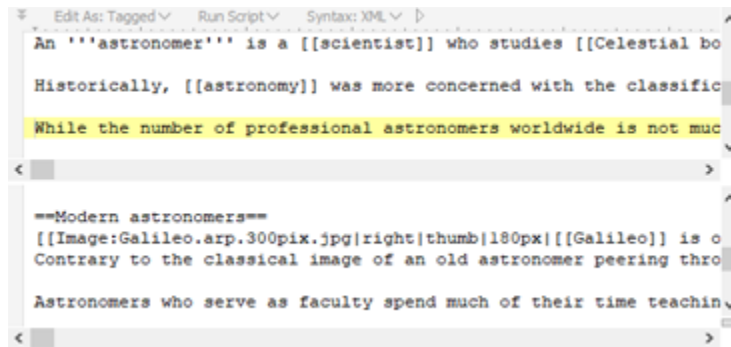 Edit As: Tagged Run Script Syntax: XML
An '''astronomer''' is a [[scientist]] who studies [[Celestial bo
Historically, [[astronomy]] was more concerned with the classific
While the number of professional astronomers worldwide is not muc
==Modern astronomers==
[[Image:Galileo.arp.300pix.jpg|right|thumb|180px|[[Galileo]] is o
Contrary to the classical image of an old astronomer peering thro
Astronomers who serve as faculty spend much of their time teachin